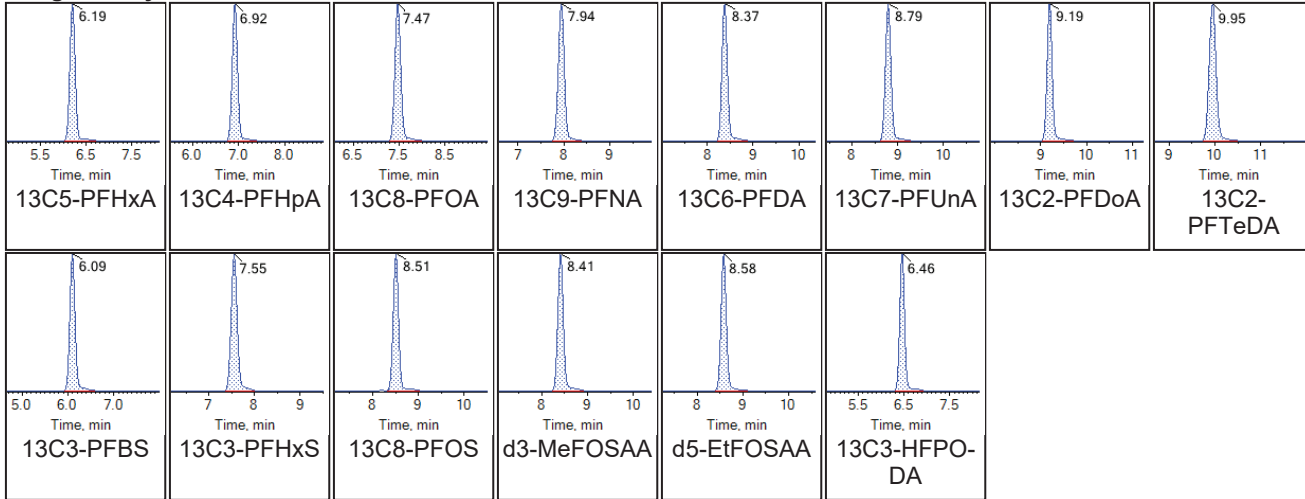 6.19
5.5 6.5 7.5
Time, min
13C5-PFHxA
6.92
6.0 7.0 8.0
Time, min
13C4-PFHpA
7.47
6.5 7.5 8.5
Time, min
13C8-PFOA
7.94
7 8 9
Time, min
13C9-PFNA
8.37
8 9 10
Time, min
13C6-PFDA
8.79
8 9 10
Time, min
13C7-PFUnA
9.19
9 10 11
Time, min
13C2-PFDoA
9.95
9 10 11
Time, min
13C2-
PFTeDA
6.09
5.0 6.0 7.0
Time, min
13C3-PFBS
7.55
7 8 9
Time, min
13C3-PFHxS
8.51
8 9 10
Time, min
13C8-PFOS
8.41
8 9 10
Time, min
d3-MeFOSAA
8.58
8 9 10
Time, min
d5-EtFOSAA
6.46
5.5 6.5 7.5
Time, min
13C3-HFPO-
DA